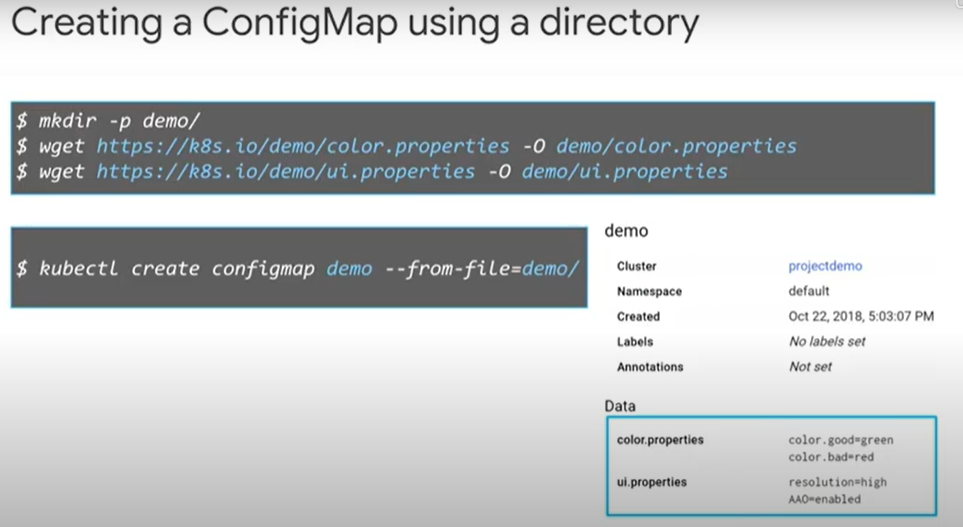 Creating a ConfigMap using a directory
$ mkdir -p demo/
$ wget https://k8s.io/demo/color.properties -O demo/color.properties
$ wget https://k8s.io/demo/ui.properties -O demo/ui.properties
$ kubectl create configmap demo --from-file=demo/
demo
Cluster projectdemo
Namespace default
Created Oct 22, 2018, 5:03:07 PM
Labels No labels set
Annotations Not set
Data
color.properties color.good=green
color.bad=red
ui.properties resolution=high
AAO=enabled